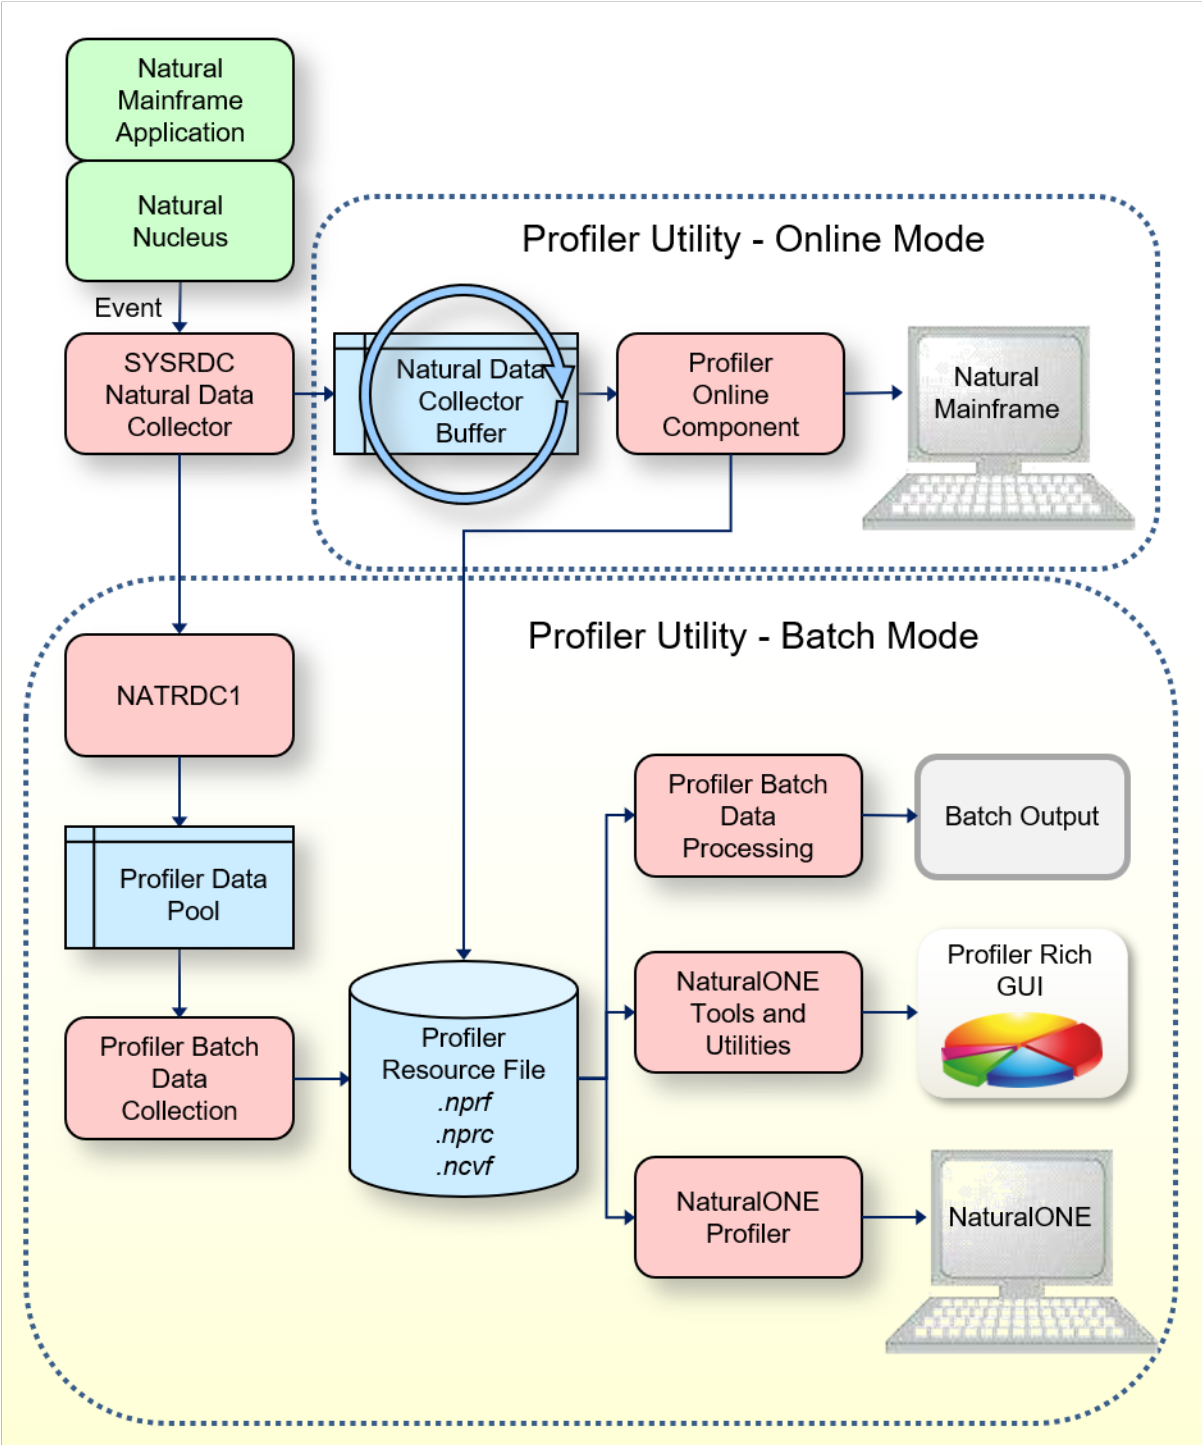 Natural
Mainframe
Application
Natural
Nucleus
Event
Profiler Utility - Online Mode
SYSRDC
Natural Data
Collector
Natural Data
Collector
Buffer
Profiler
Online
Component
Natural
Mainframe
Profiler Utility - Batch Mode
NATRDC1
Profiler Data
Pool
Profiler Batch
Data
Collection
Profiler
Resource File
.nprf
.nprc
.ncvf
Profiler Batch
Data
Processing
Batch Output
NaturalONE
Tools and
Utilities
Profiler Rich
GUI
NaturalONE
Profiler
NaturalONE